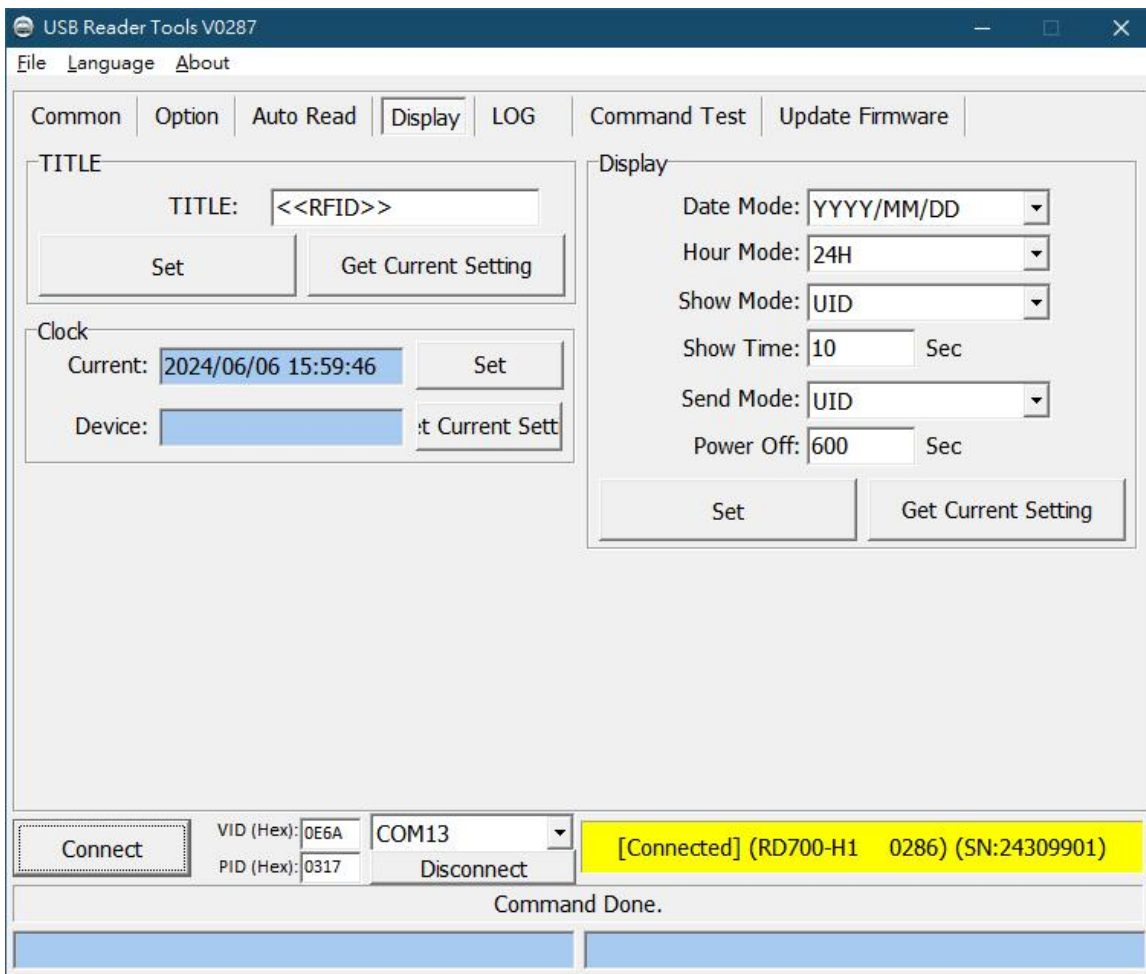 USB Reader Tools V0287
File Language About
Common Option Auto Read Display LOG Command Test Update Firmware
TITLE
TITLE: <<RFID>>
Set Get Current Setting
Clock
Current: 2024/06/06 15:59:46 Set
Device: :t Current Sett
Display
Date Mode: YYYY/MM/DD
Hour Mode: 24H
Show Mode: UID
Show Time: 10 Sec
Send Mode: UID
Power Off: 600 Sec
Set Get Current Setting
Connect
VID (Hex): 0E6A
PID (Hex): 0317
COM13
Disconnect
[Connected] (RD700-H1 0286) (SN:24309901)
Command Done.